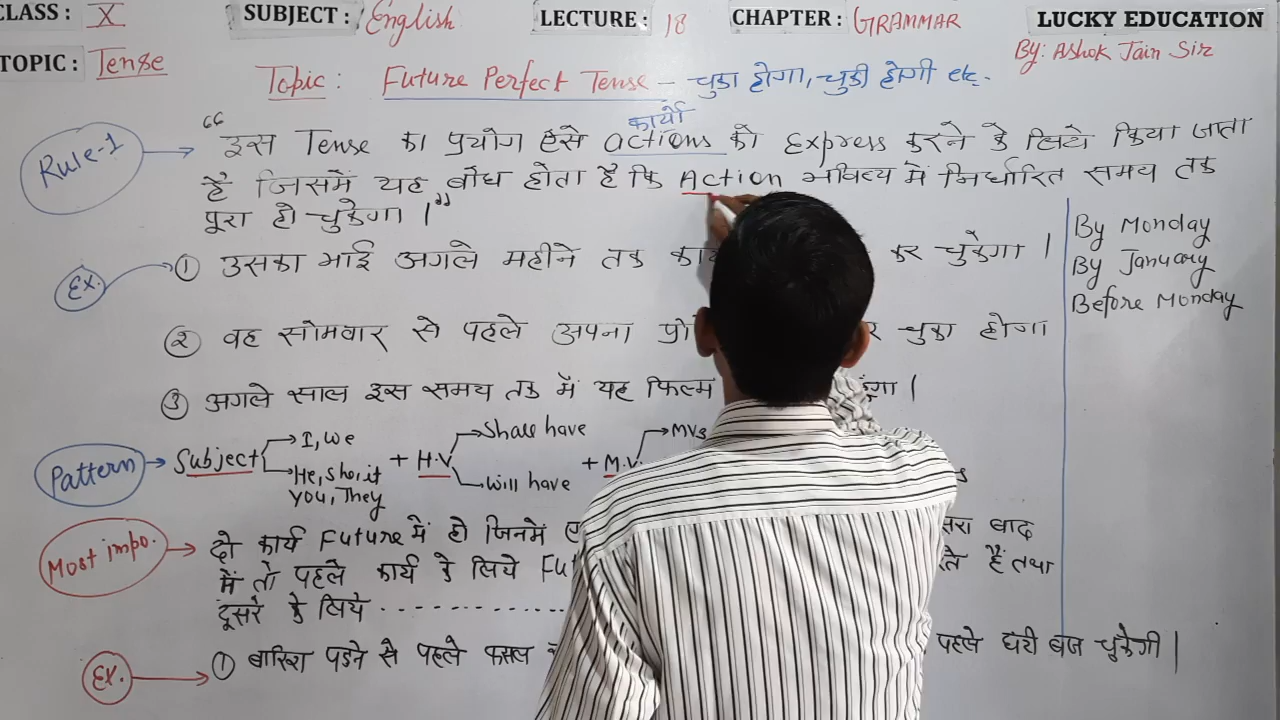 CLASS: X SUBJECT: English LECTURE: 18 CHAPTER: GRAMMAR LUCKY EDUCATION
TOPIC: Tense By: Ashok Jain Sir
Topic: Future Perfect Tense – चुका होगा, चुकी होगी etc.
कार्यो
Rule-1 → “इस Tense का प्रयोग ऐसे actions को Express करने के लिये किया जाता
है जिसमें यह बोध होता है कि Action भविष्य में निर्धारित समय तक
पूरा हो चुकेगा।”
By Monday
By January
Before Monday
Ex. → ① उसका भाई अगले महीने तक कर चुकेगा।
② वह सोमवार से पहले अपना चुका होगा
③ अगले साल इस समय तक मैं यह फिल्म
Pattern → Subject → I, We → He, She, it You, They + H.V → Shall have → will have + M.V. → MV3
Most impo. → दो कार्य Future में हो जिनमें बाद
में तो पहले कार्य के लिये हैं तथा
दूसरे के लिये ..........
Ex. → ① बारिश पडने से पहले फसल पहले घंटी बज चुकेगी।